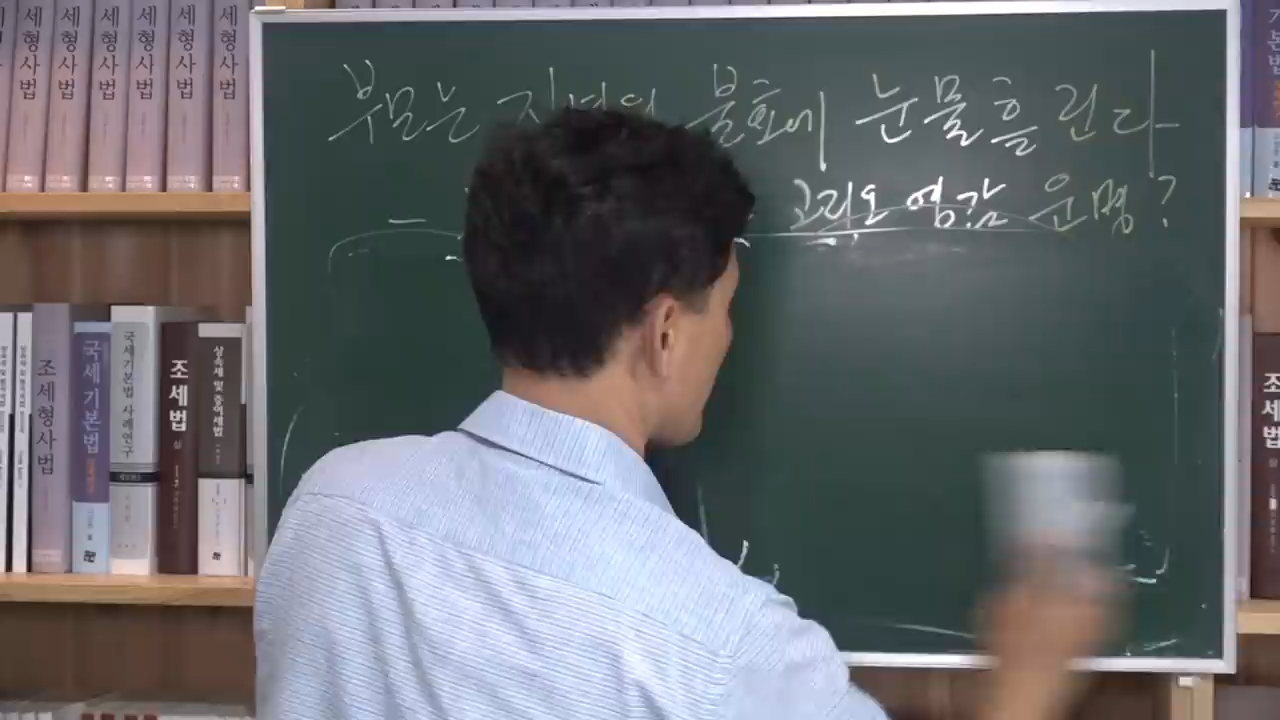 부모는 자녀의 불효에 눈물흘린다
고리오 영감 운명?
세형사법
세형사법
세형사법
세형사법
세형사법
세형사법
조세형사법
국세기본법
국세기본법 사례연구
조세법
상속세 및 증여세법
기본법
조세법